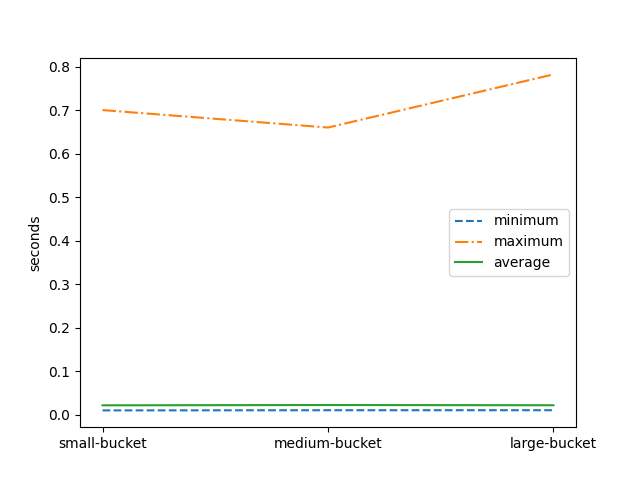 0.8
0.7
0.6
0.5
0.4
0.3
0.2
0.1
0.0
seconds
minimum
maximum
average
small-bucket
medium-bucket
large-bucket